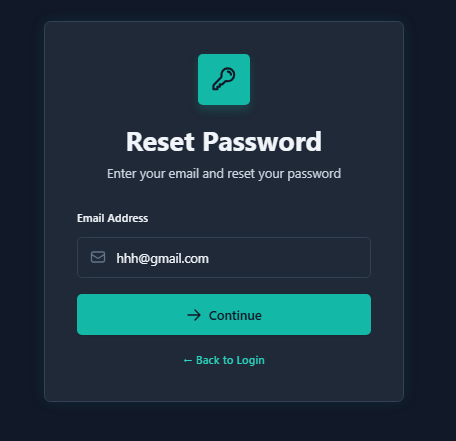 Reset Password
Enter your email and reset your password
Email Address
hhh@gmail.com
→ Continue
← Back to Login